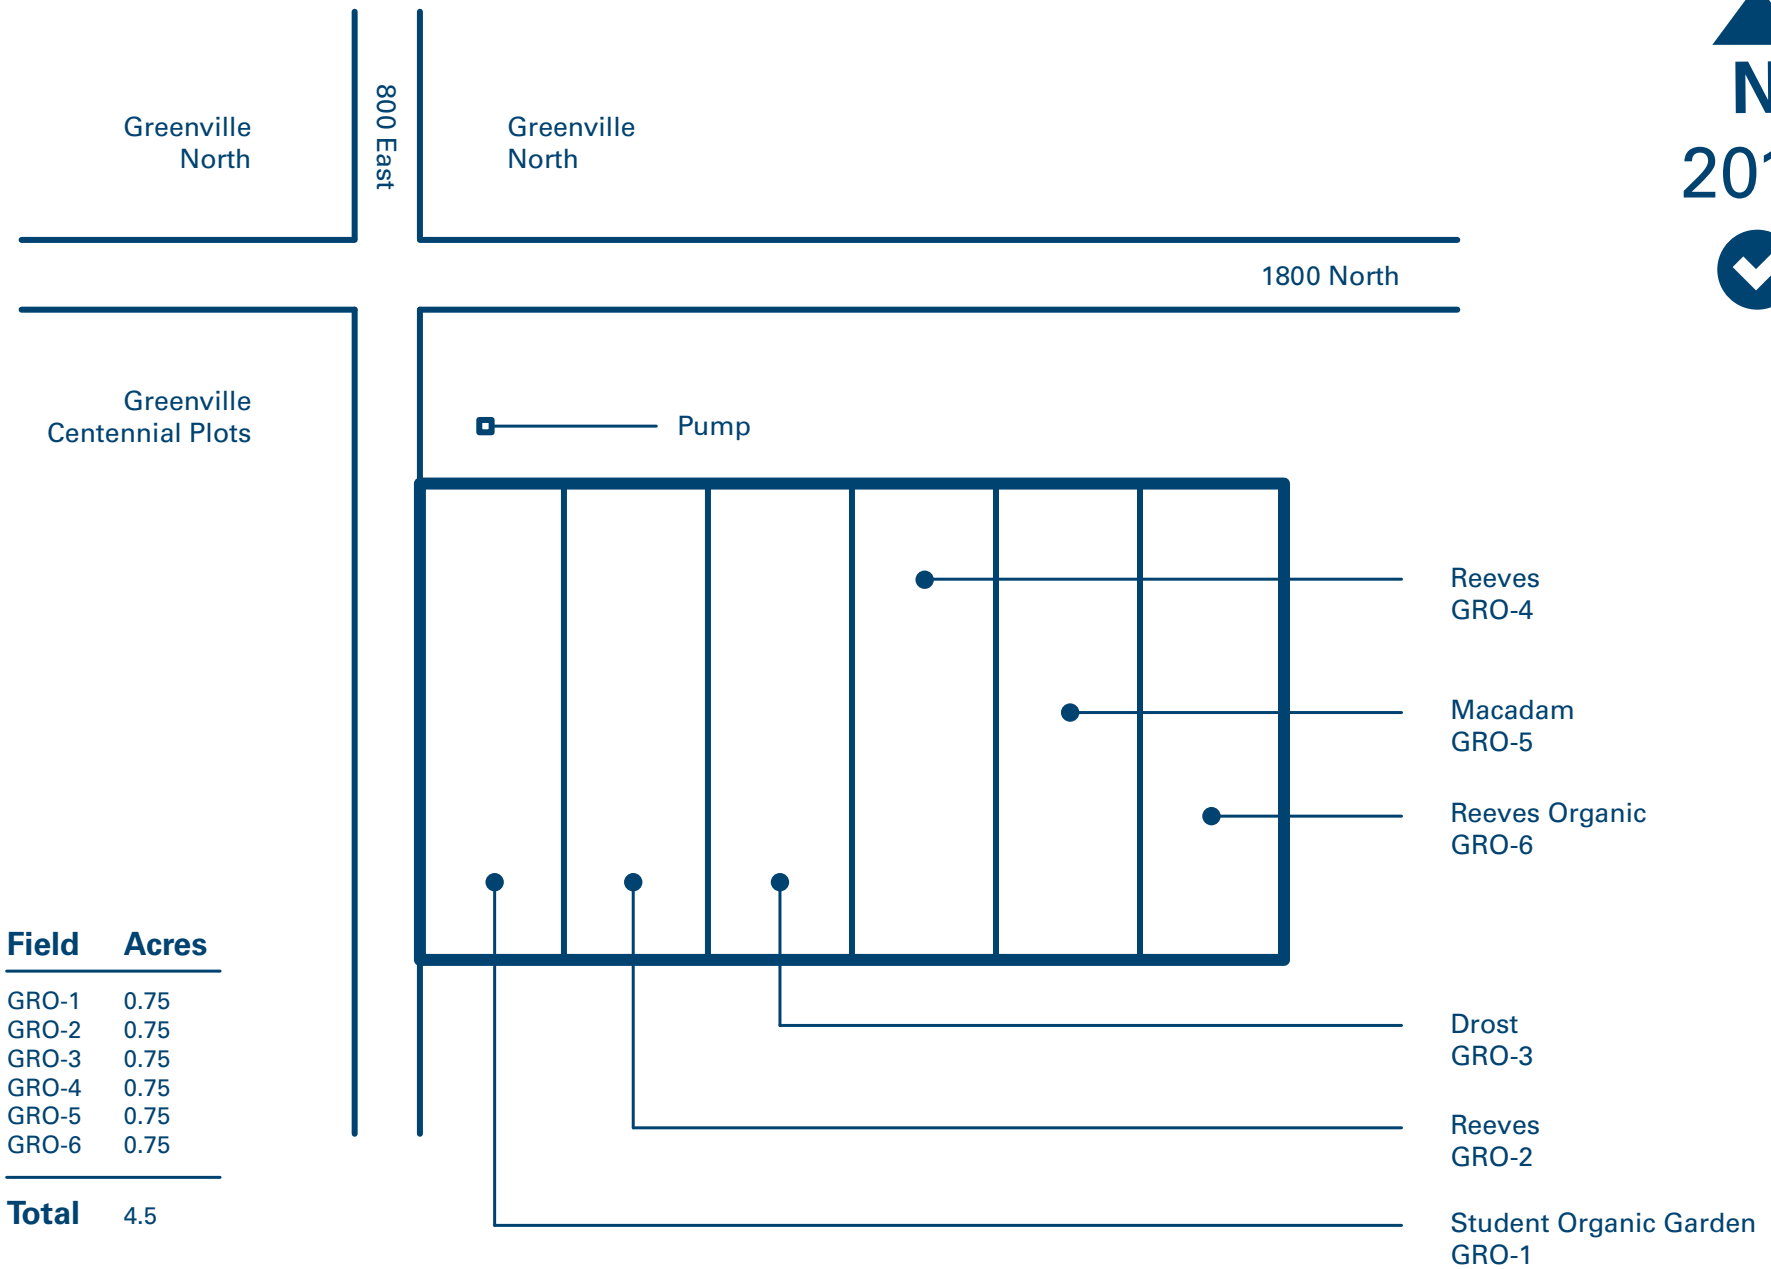 N
201
800 East
Greenville
North
Greenville
North
1800 North
Greenville
Centennial Plots
Pump
Reeves
GRO-4
Macadam
GRO-5
Reeves Organic
GRO-6
Drost
GRO-3
Reeves
GRO-2
Student Organic Garden
GRO-1
Field Acres
GRO-1 0.75
GRO-2 0.75
GRO-3 0.75
GRO-4 0.75
GRO-5 0.75
GRO-6 0.75
Total 4.5